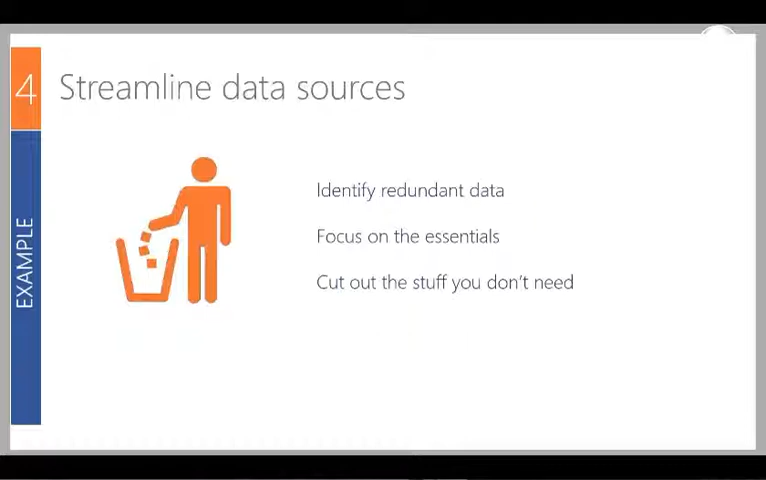 4 Streamline data sources
EXAMPLE
Identify redundant data
Focus on the essentials
Cut out the stuff you don't need